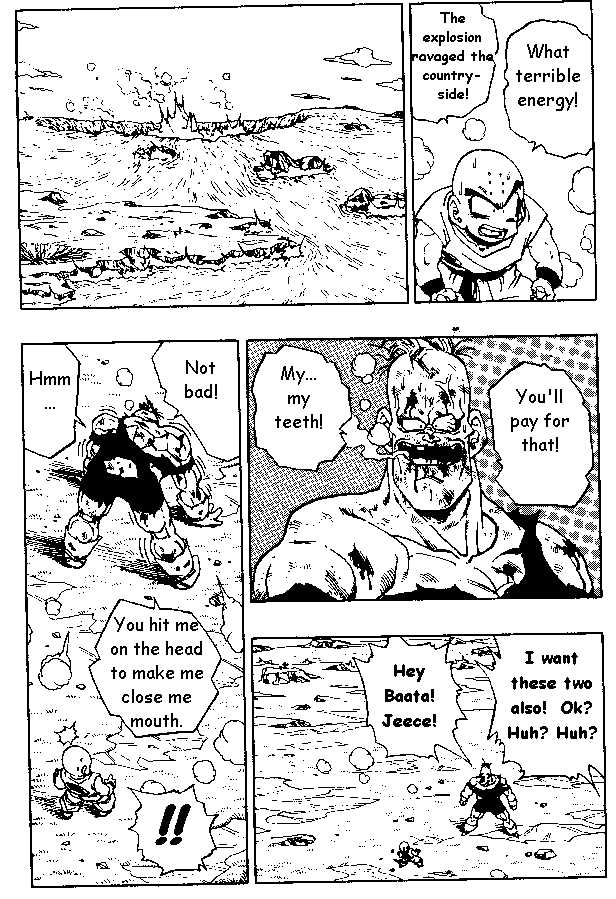 The
explosion
ravaged the
country-
side!
What
terrible
energy!
Hmm
...
Not
bad!
You hit me
on the head
to make me
close me
mouth.
!!
My...
my
teeth!
You'll
pay for
that!
Hey
Baata!
Jeece!
I want
these two
also! Ok?
Huh? Huh?